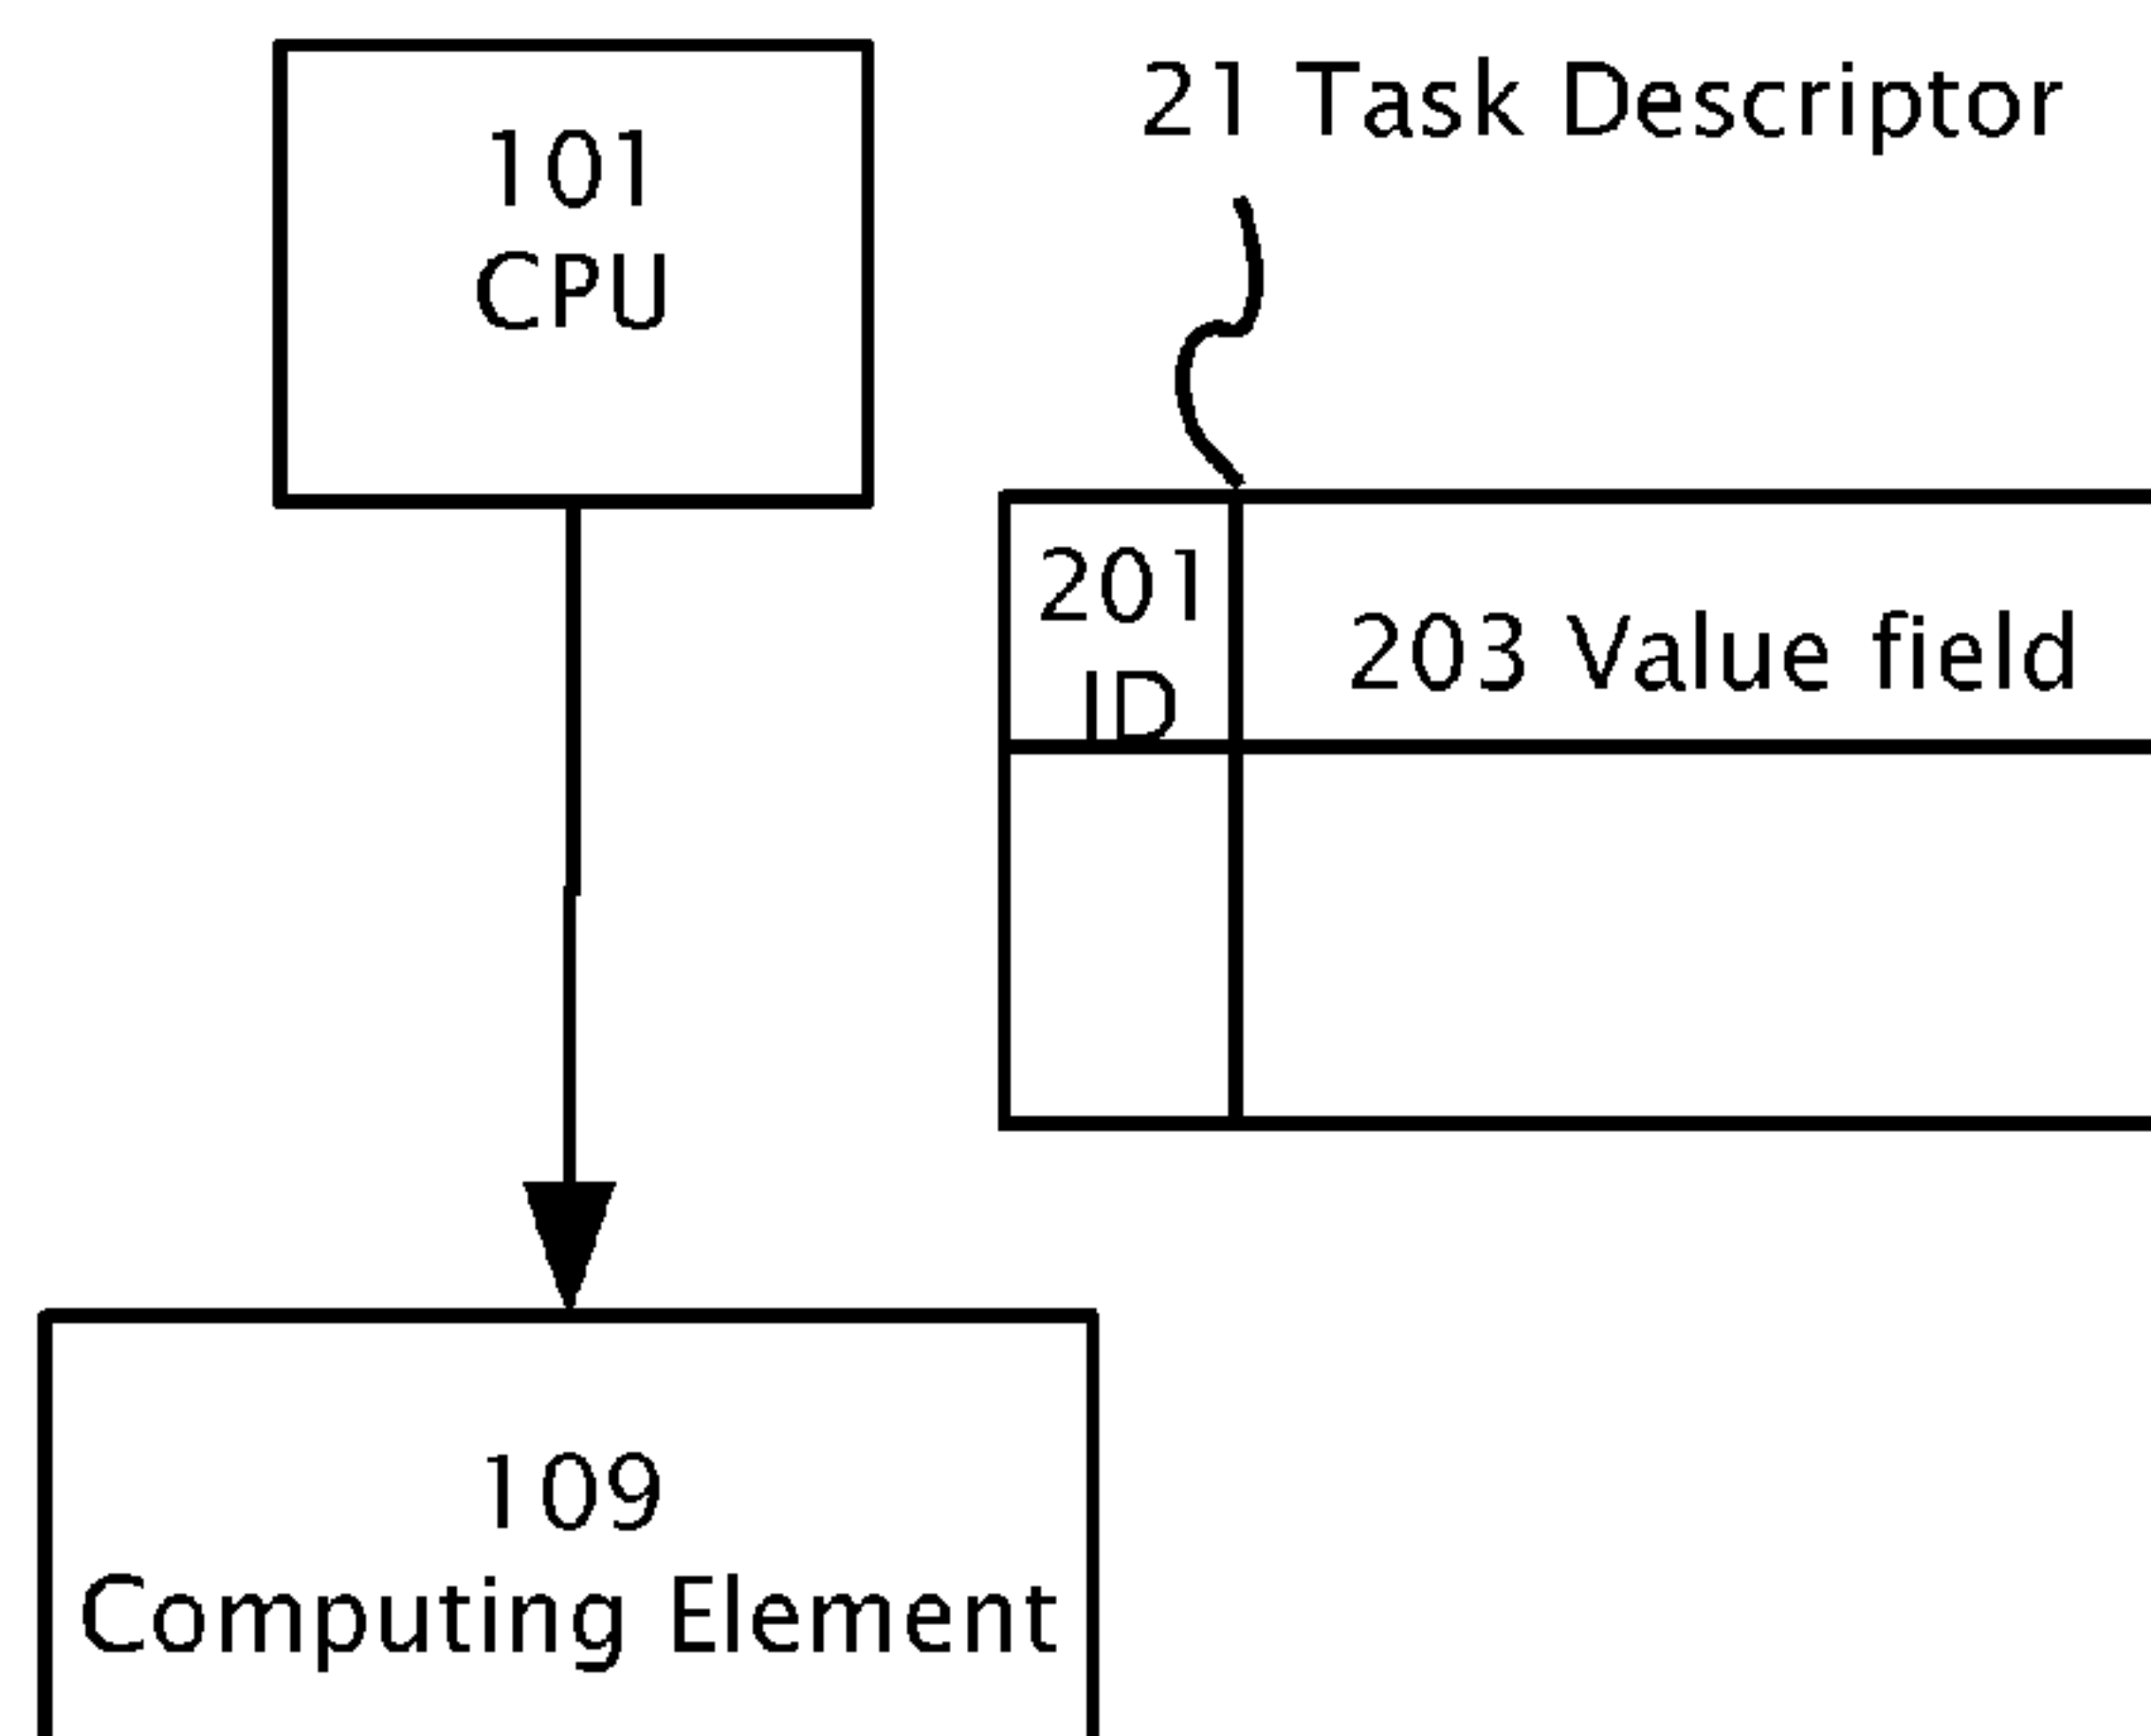 101
CPU
21 Task Descriptor
201
ID
203 Value field
109
Computing Element